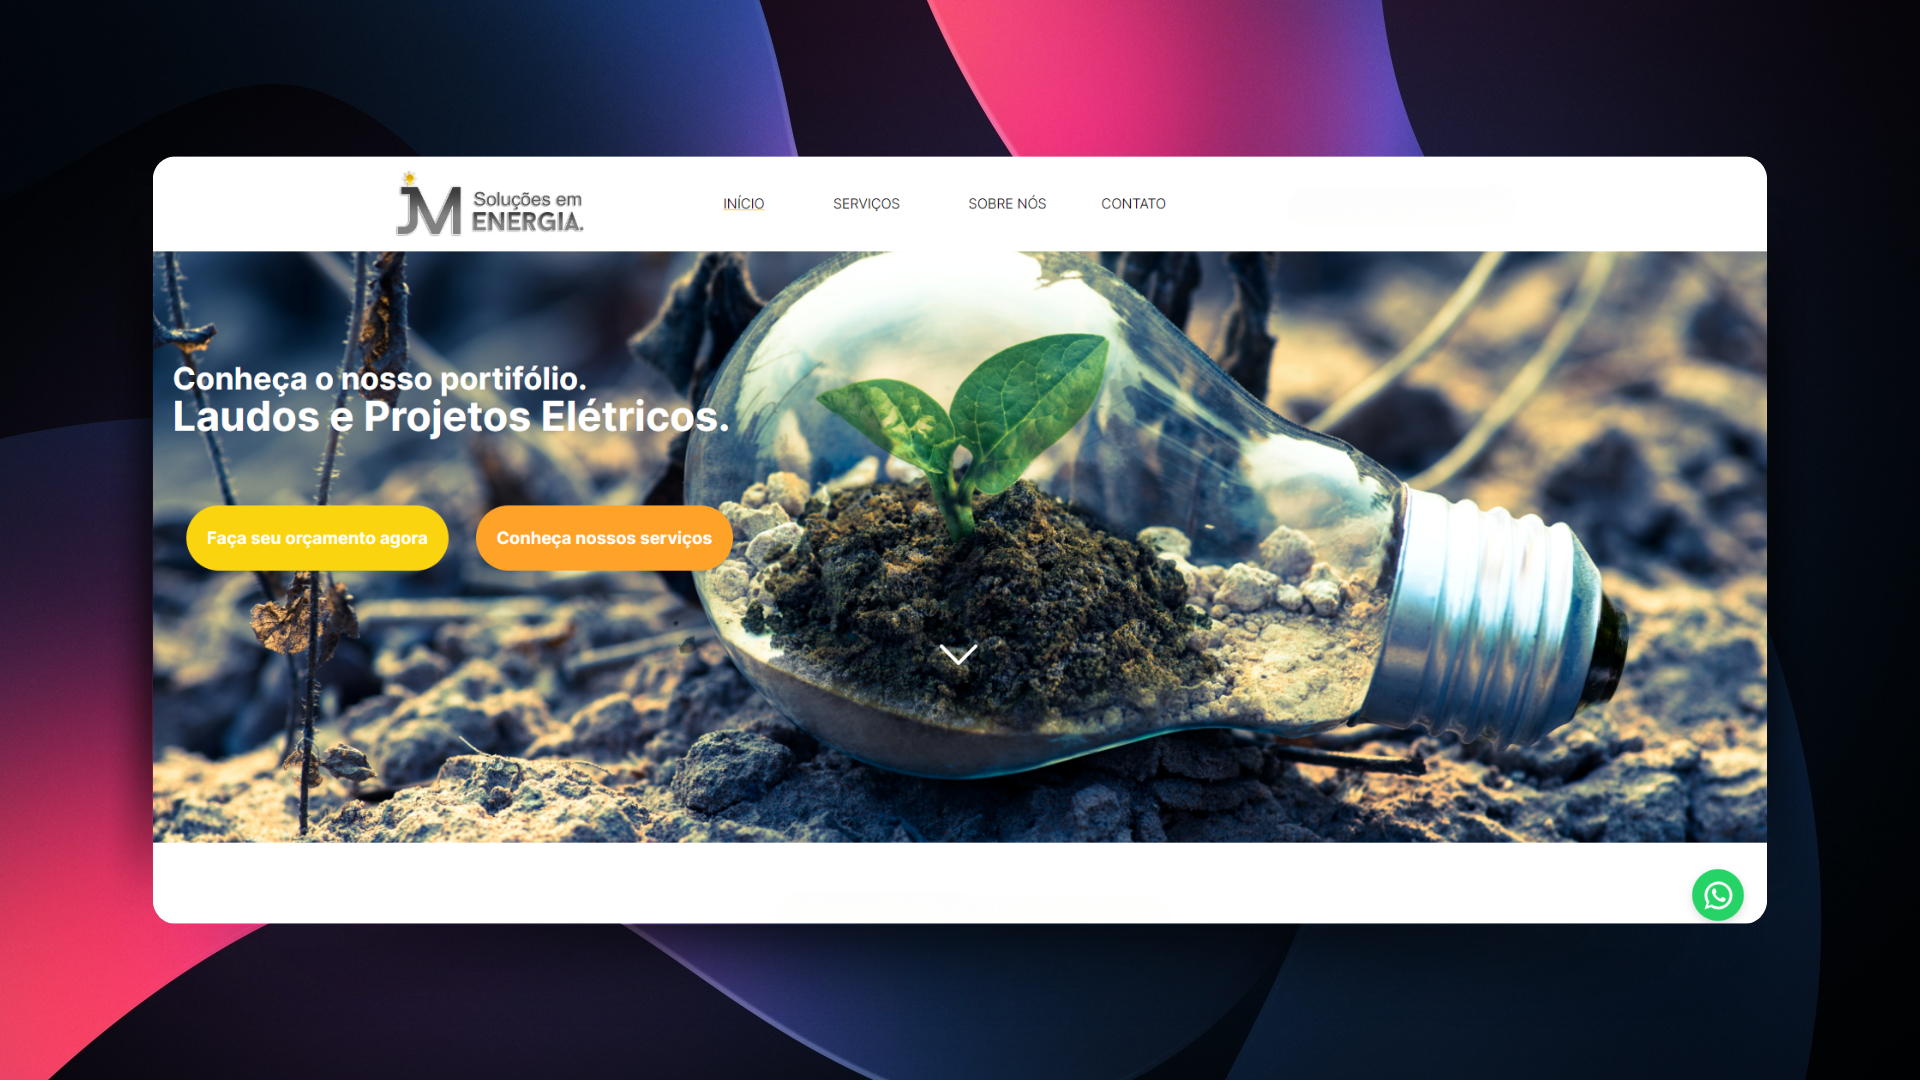 JM Soluções em
ENERGIA.
INÍCIO
SERVIÇOS
SOBRE NÓS
CONTATO
Conheça o nosso portifólio.
Laudos e Projetos Elétricos.
Faça seu orçamento agora
Conheça nossos serviços